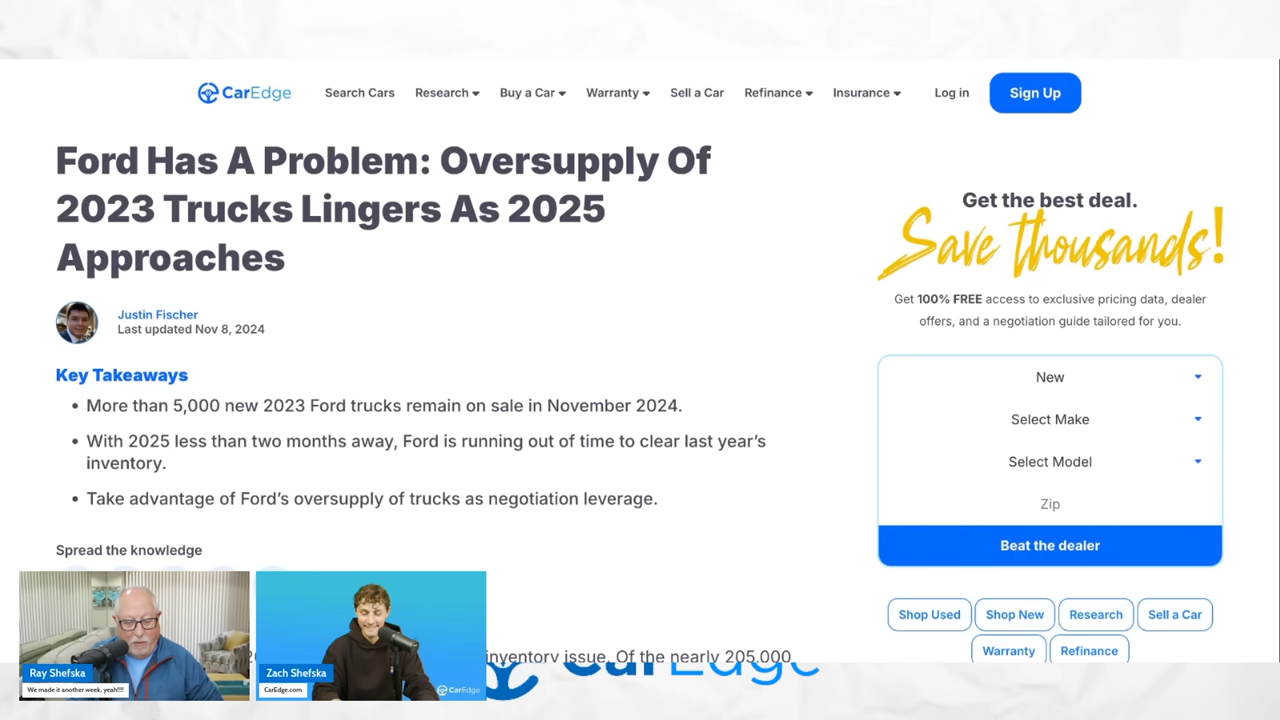 CarEdge
Search Cars
Research
Buy a Car
Warranty
Sell a Car
Refinance
Insurance
Log in
Sign Up
Ford Has A Problem: Oversupply Of
2023 Trucks Lingers As 2025
Approaches
Justin Fischer
Last updated Nov 8, 2024
Key Takeaways
• More than 5,000 new 2023 Ford trucks remain on sale in November 2024.
• With 2025 less than two months away, Ford is running out of time to clear last year's
inventory.
• Take advantage of Ford's oversupply of trucks as negotiation leverage.
Spread the knowledge
inventory issue. Of the nearly 205,000
Get the best deal.
Save thousands!
Get 100% FREE access to exclusive pricing data, dealer
offers, and a negotiation guide tailored for you.
New
Select Make
Select Model
Zip
Beat the dealer
Shop Used
Shop New
Research
Sell a Car
Warranty
Refinance
Ray Shefska
We made it another week, yeah!!!!
Zach Shefska
CarEdge.com
CarEdge
CarEdge